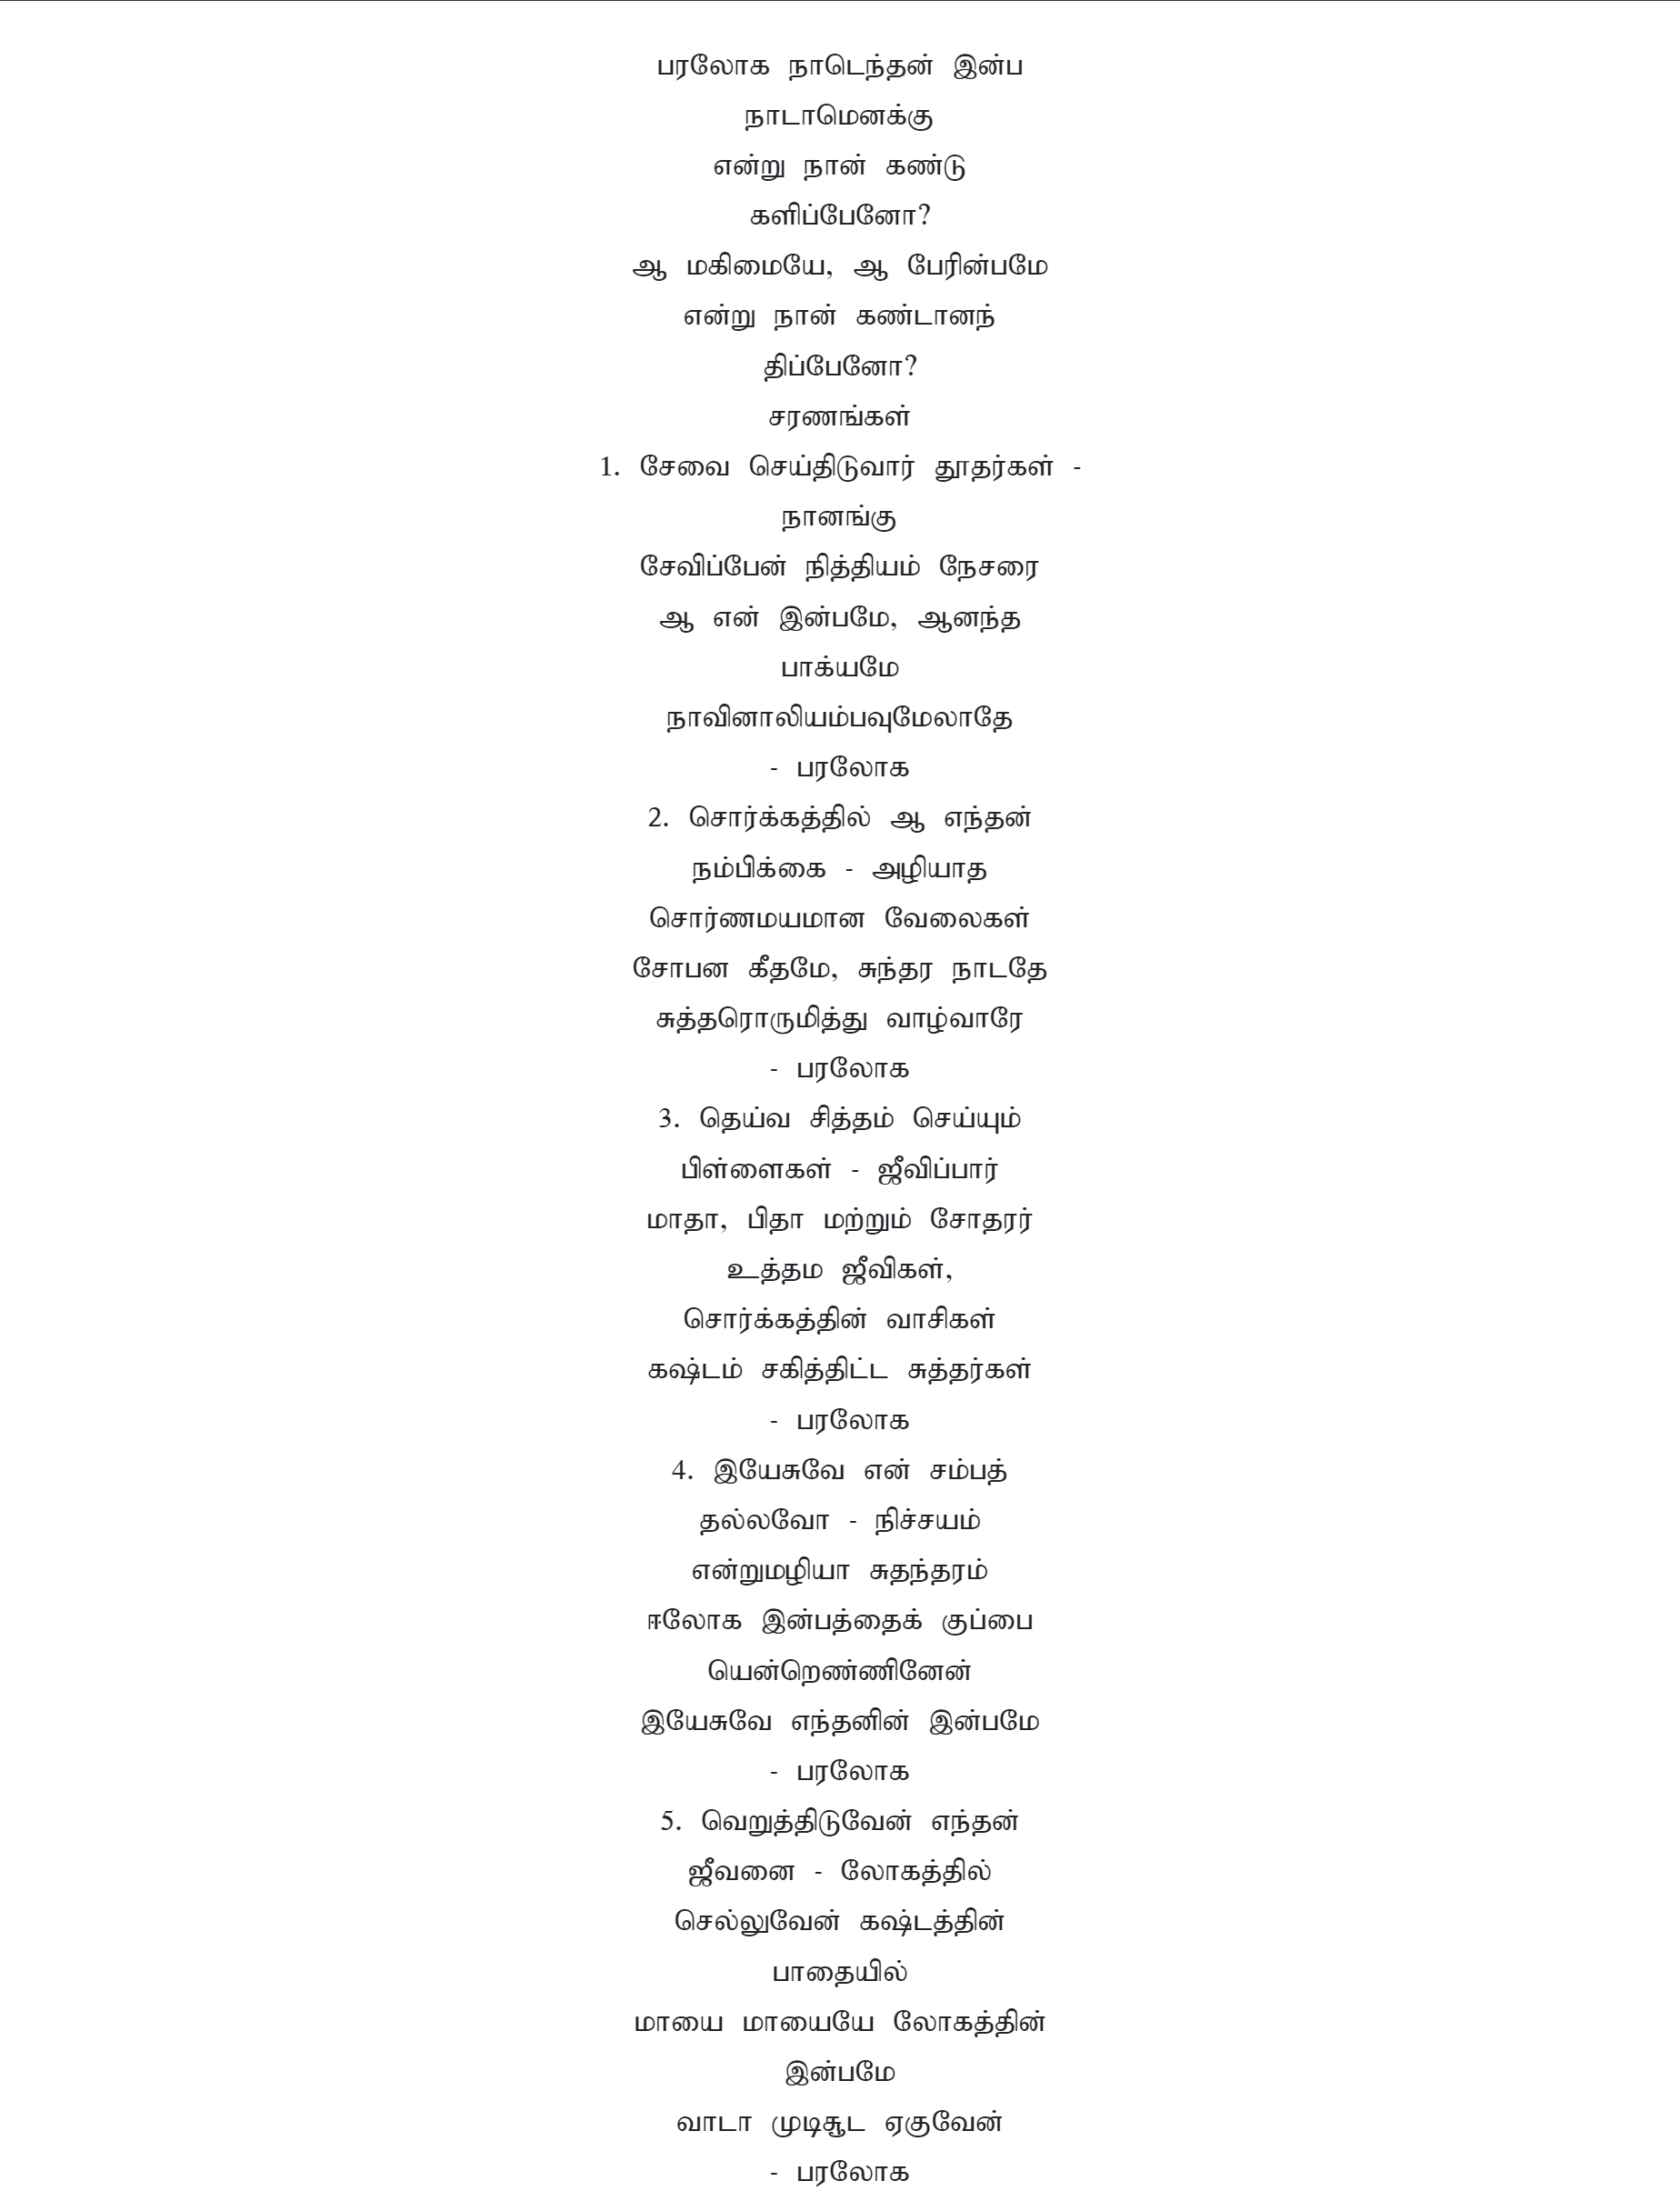 பரலோக நாடெந்தன் இன்ப
நாடாமெனக்கு
என்று நான் கண்டு
களிப்பேனோ?
ஆ மகிமையே, ஆ பேரின்பமே
என்று நான் கண்டானந்
திப்பேனோ?
சரணங்கள்
1. சேவை செய்திடுவார் தூதர்கள் -
நானங்கு
சேவிப்பேன் நித்தியம் நேசரை
ஆ என் இன்பமே, ஆனந்த
பாக்யமே
நாவினாலியம்பவுமேலாதே
- பரலோக
2. சொர்க்கத்தில் ஆ எந்தன்
நம்பிக்கை - அழியாத
சொர்ணமயமான வேலைகள்
சோபன கீதமே, சுந்தர நாடதே
சுத்தரொருமித்து வாழ்வாரே
- பரலோக
3. தெய்வ சித்தம் செய்யும்
பிள்ளைகள் - ஜீவிப்பார்
மாதா, பிதா மற்றும் சோதரர்
உத்தம ஜீவிகள்,
சொர்க்கத்தின் வாசிகள்
கஷ்டம் சகித்திட்ட சுத்தர்கள்
- பரலோக
4. இயேசுவே என் சம்பத்
தல்லவோ - நிச்சயம்
என்றுமழியா சுதந்தரம்
ஈலோக இன்பத்தைக் குப்பை
யென்றெண்ணினேன்
இயேசுவே எந்தனின் இன்பமே
- பரலோக
5. வெறுத்திடுவேன் எந்தன்
ஜீவனை - லோகத்தில்
செல்லுவேன் கஷ்டத்தின்
பாதையில்
மாயை மாயையே லோகத்தின்
இன்பமே
வாடா முடிசூட ஏகுவேன்
- பரலோக